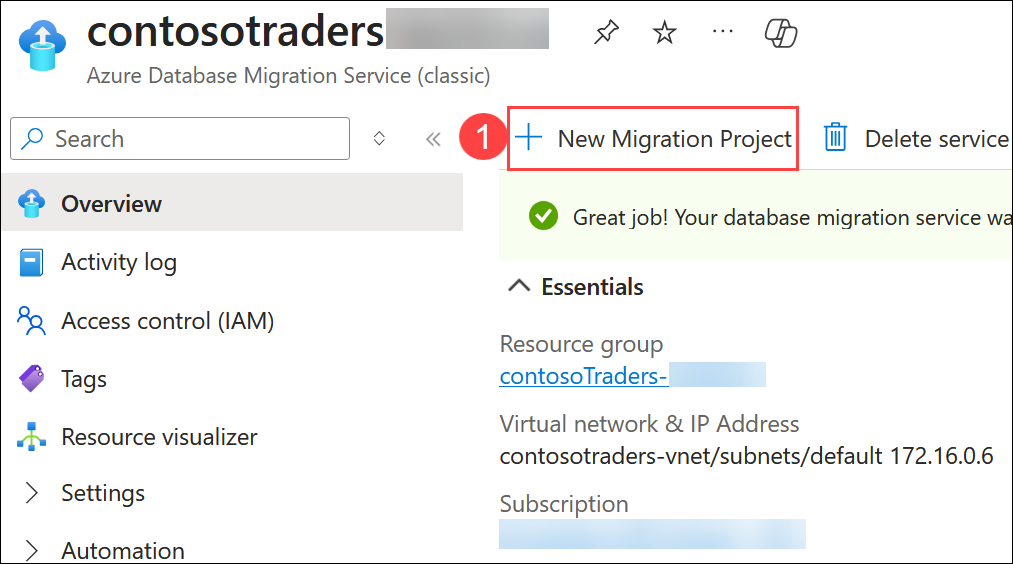 contosotraders
Azure Database Migration Service (classic)
Search
1
New Migration Project
Delete service
Overview
Great job! Your database migration service wa
Activity log
Essentials
Access control (IAM)
Resource group
contosoTraders-
Tags
Virtual network & IP Address
Resource visualizer
contosotraders-vnet/subnets/default 172.16.0.6
Settings
Subscription
Automation